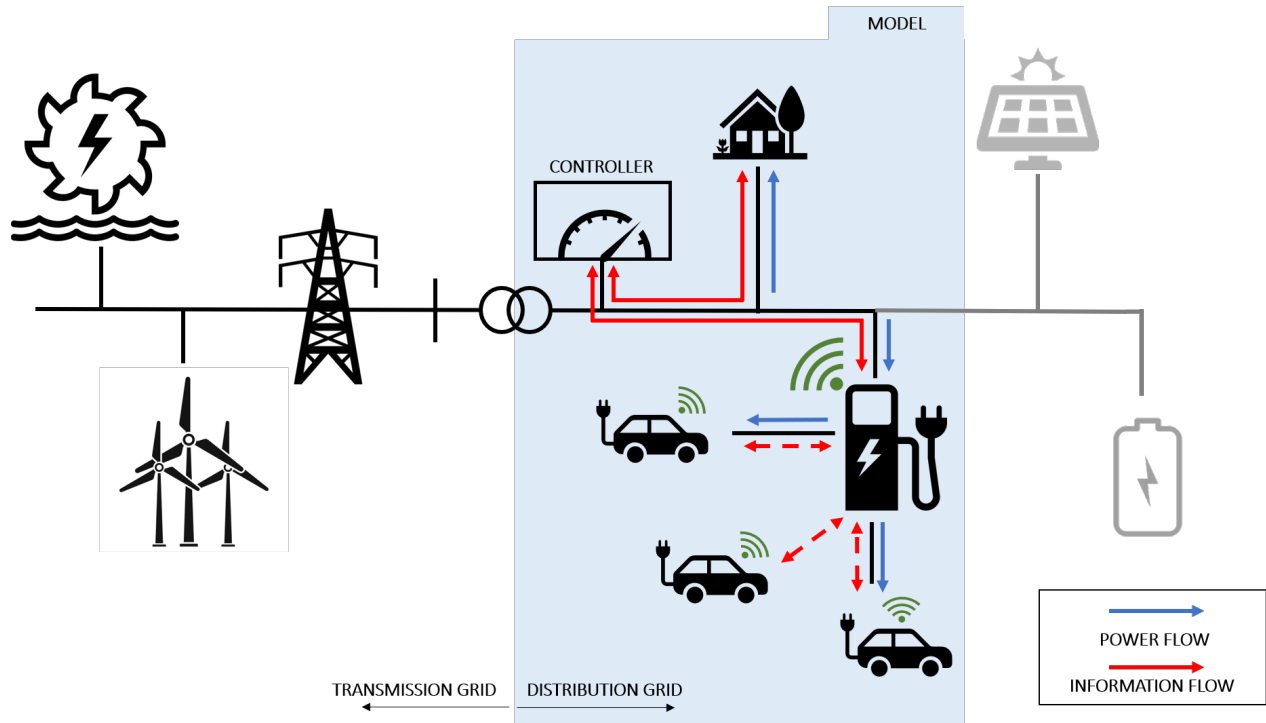 MODEL
CONTROLLER
POWER FLOW
INFORMATION FLOW
TRANSMISSION GRID
DISTRIBUTION GRID